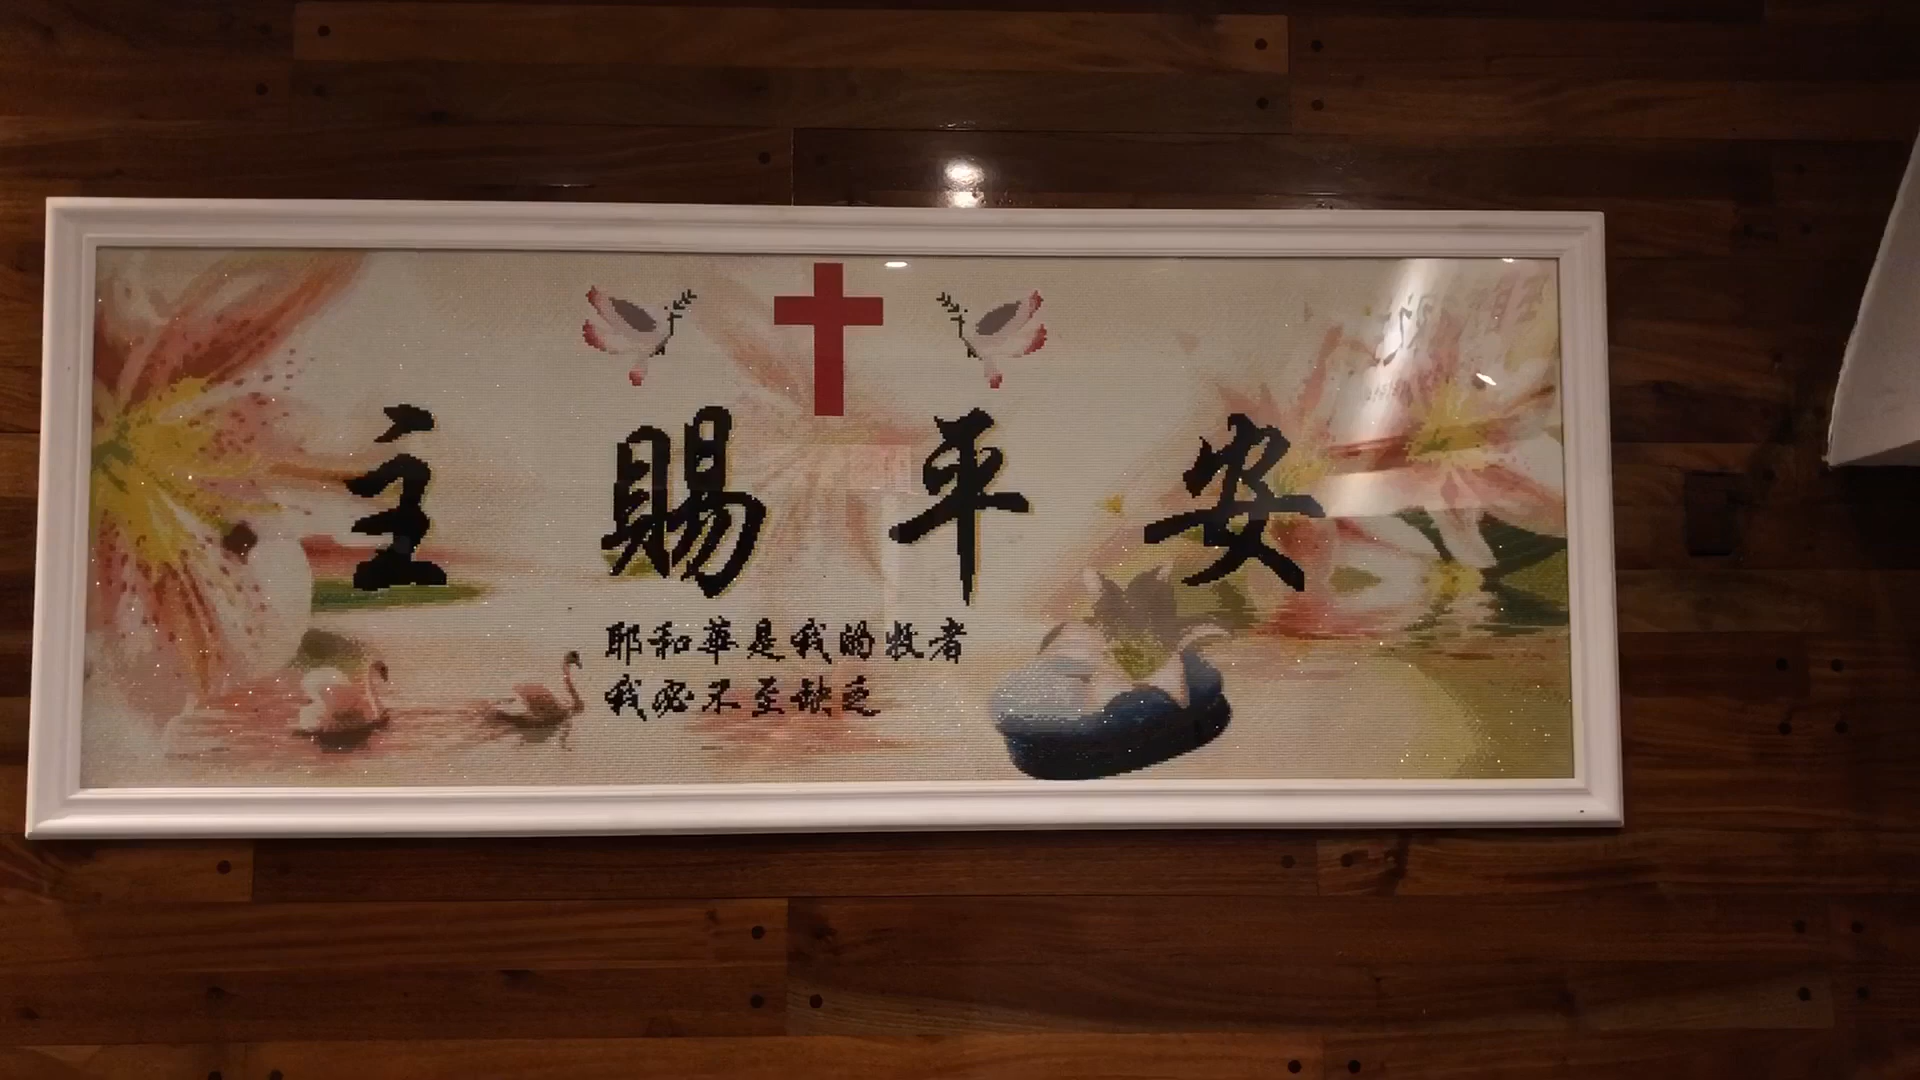 主賜平安
耶和華是我的牧者
我必不至缺乏